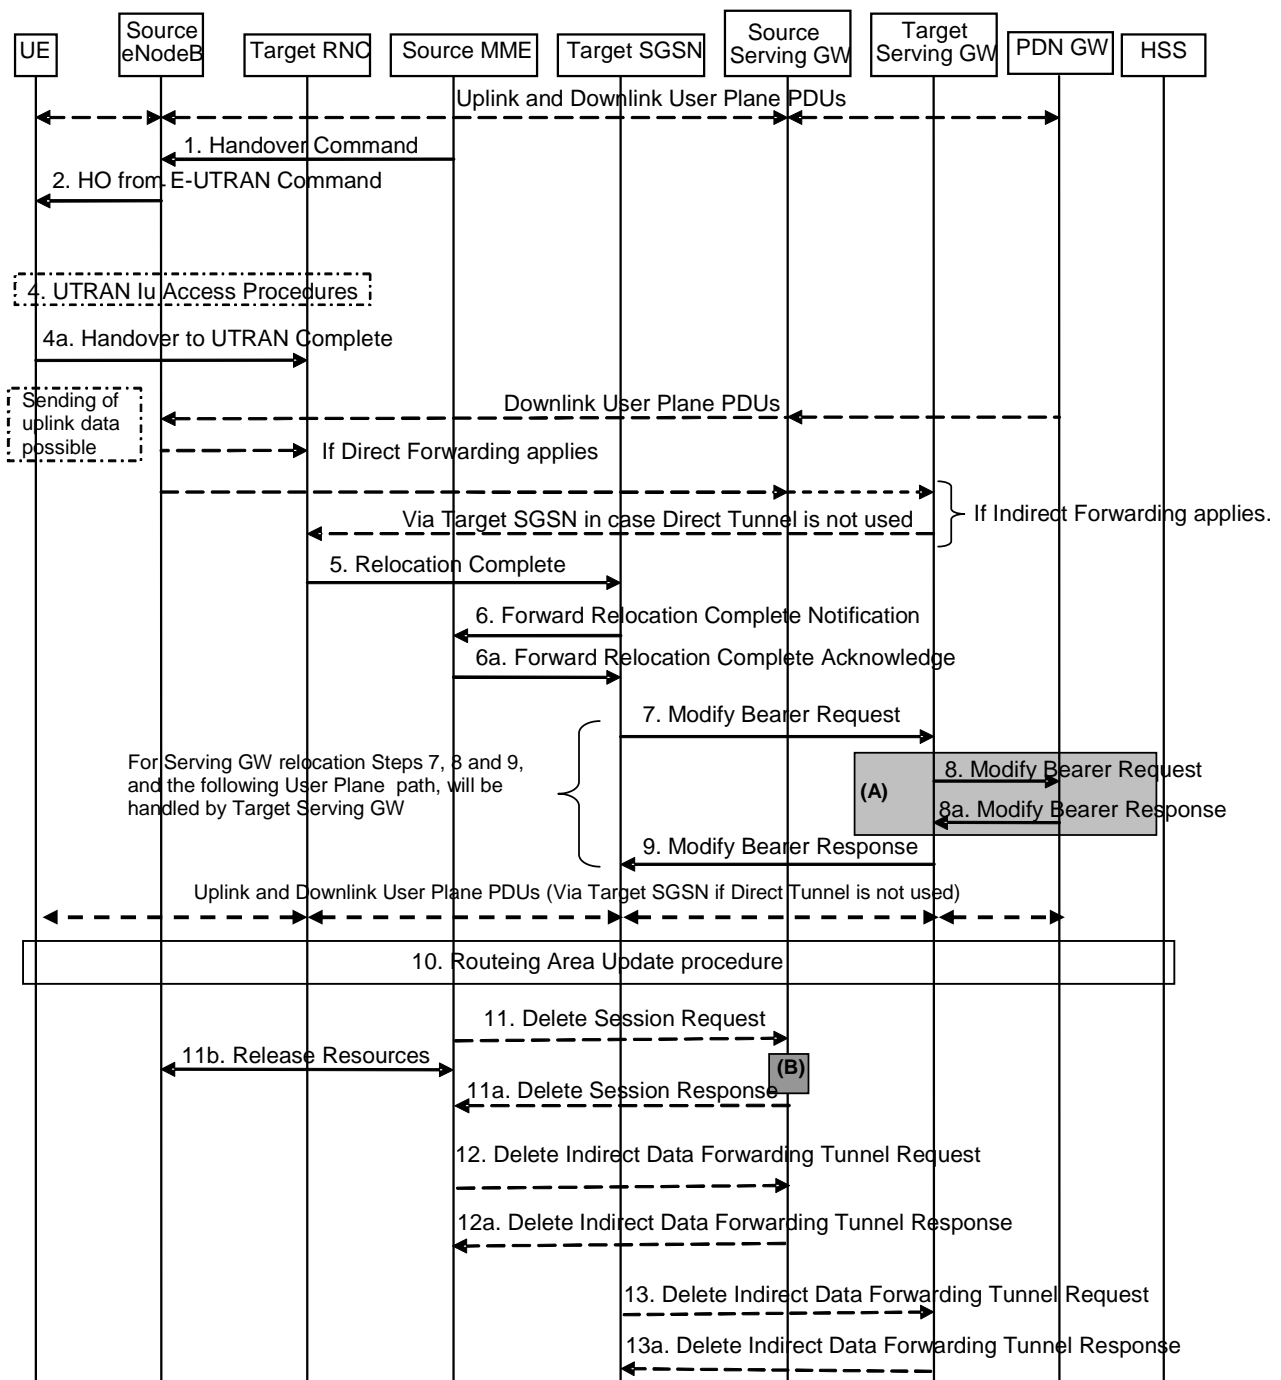 UE
Source
eNodeB
Target RNC
Source MME
Target SGSN
Source
Serving GW
Target
Serving GW
PDN GW
HSS
Uplink and Downlink User Plane PDUs
1. Handover Command
2. HO from E-UTRAN Command
4. UTRAN Iu Access Procedures
4a. Handover to UTRAN Complete
Sending of
uplink data
possible
Downlink User Plane PDUs
If Direct Forwarding applies
Via Target SGSN in case Direct Tunnel is not used
If Indirect Forwarding applies.
5. Relocation Complete
6. Forward Relocation Complete Notification
6a. Forward Relocation Complete Acknowledge
7. Modify Bearer Request
For Serving GW relocation Steps 7, 8 and 9,
and the following User Plane path, will be
handled by Target Serving GW
(A)
8. Modify Bearer Request
8a. Modify Bearer Response
9. Modify Bearer Response
Uplink and Downlink User Plane PDUs (Via Target SGSN if Direct Tunnel is not used)
10. Routeing Area Update procedure
11. Delete Session Request
11b. Release Resources
(B)
11a. Delete Session Response
12. Delete Indirect Data Forwarding Tunnel Request
12a. Delete Indirect Data Forwarding Tunnel Response
13. Delete Indirect Data Forwarding Tunnel Request
13a. Delete Indirect Data Forwarding Tunnel Response